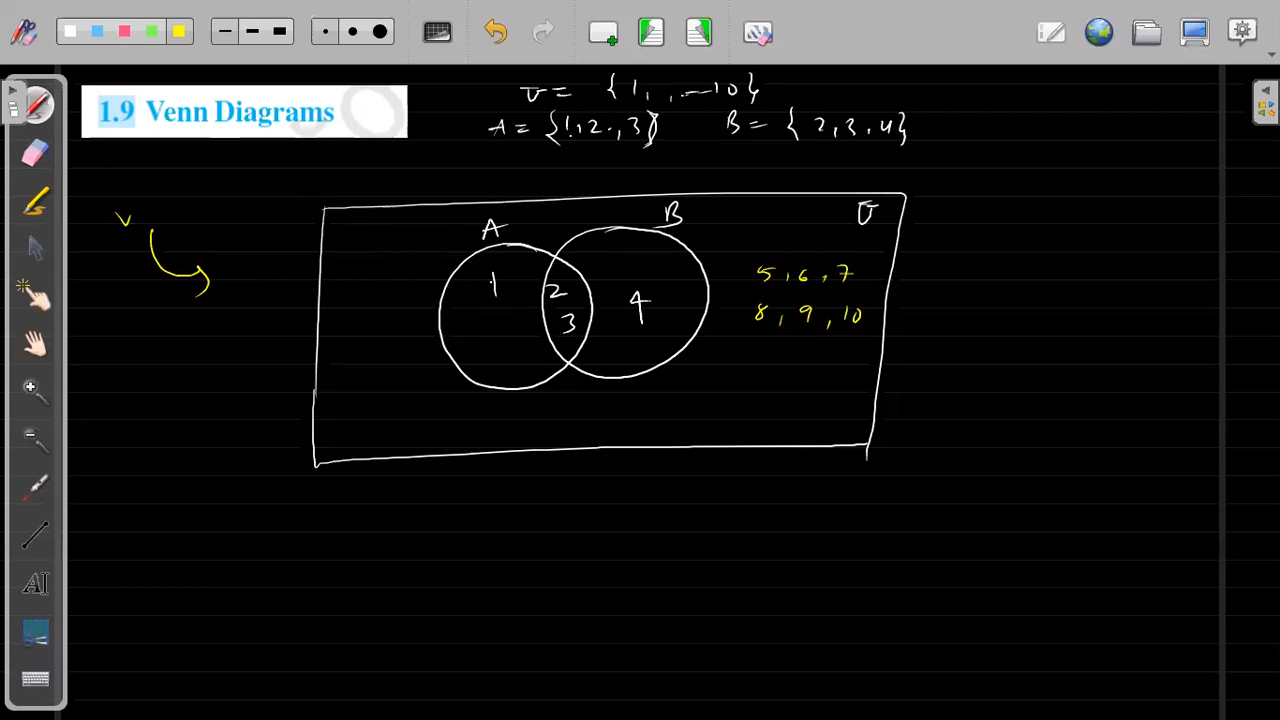 U = {1, , ...10}
1.9 Venn Diagrams
A = {1, 2, 3} B = {2, 3, 4}
A B U
1 2 3 4
5, 6, 7
8, 9, 10